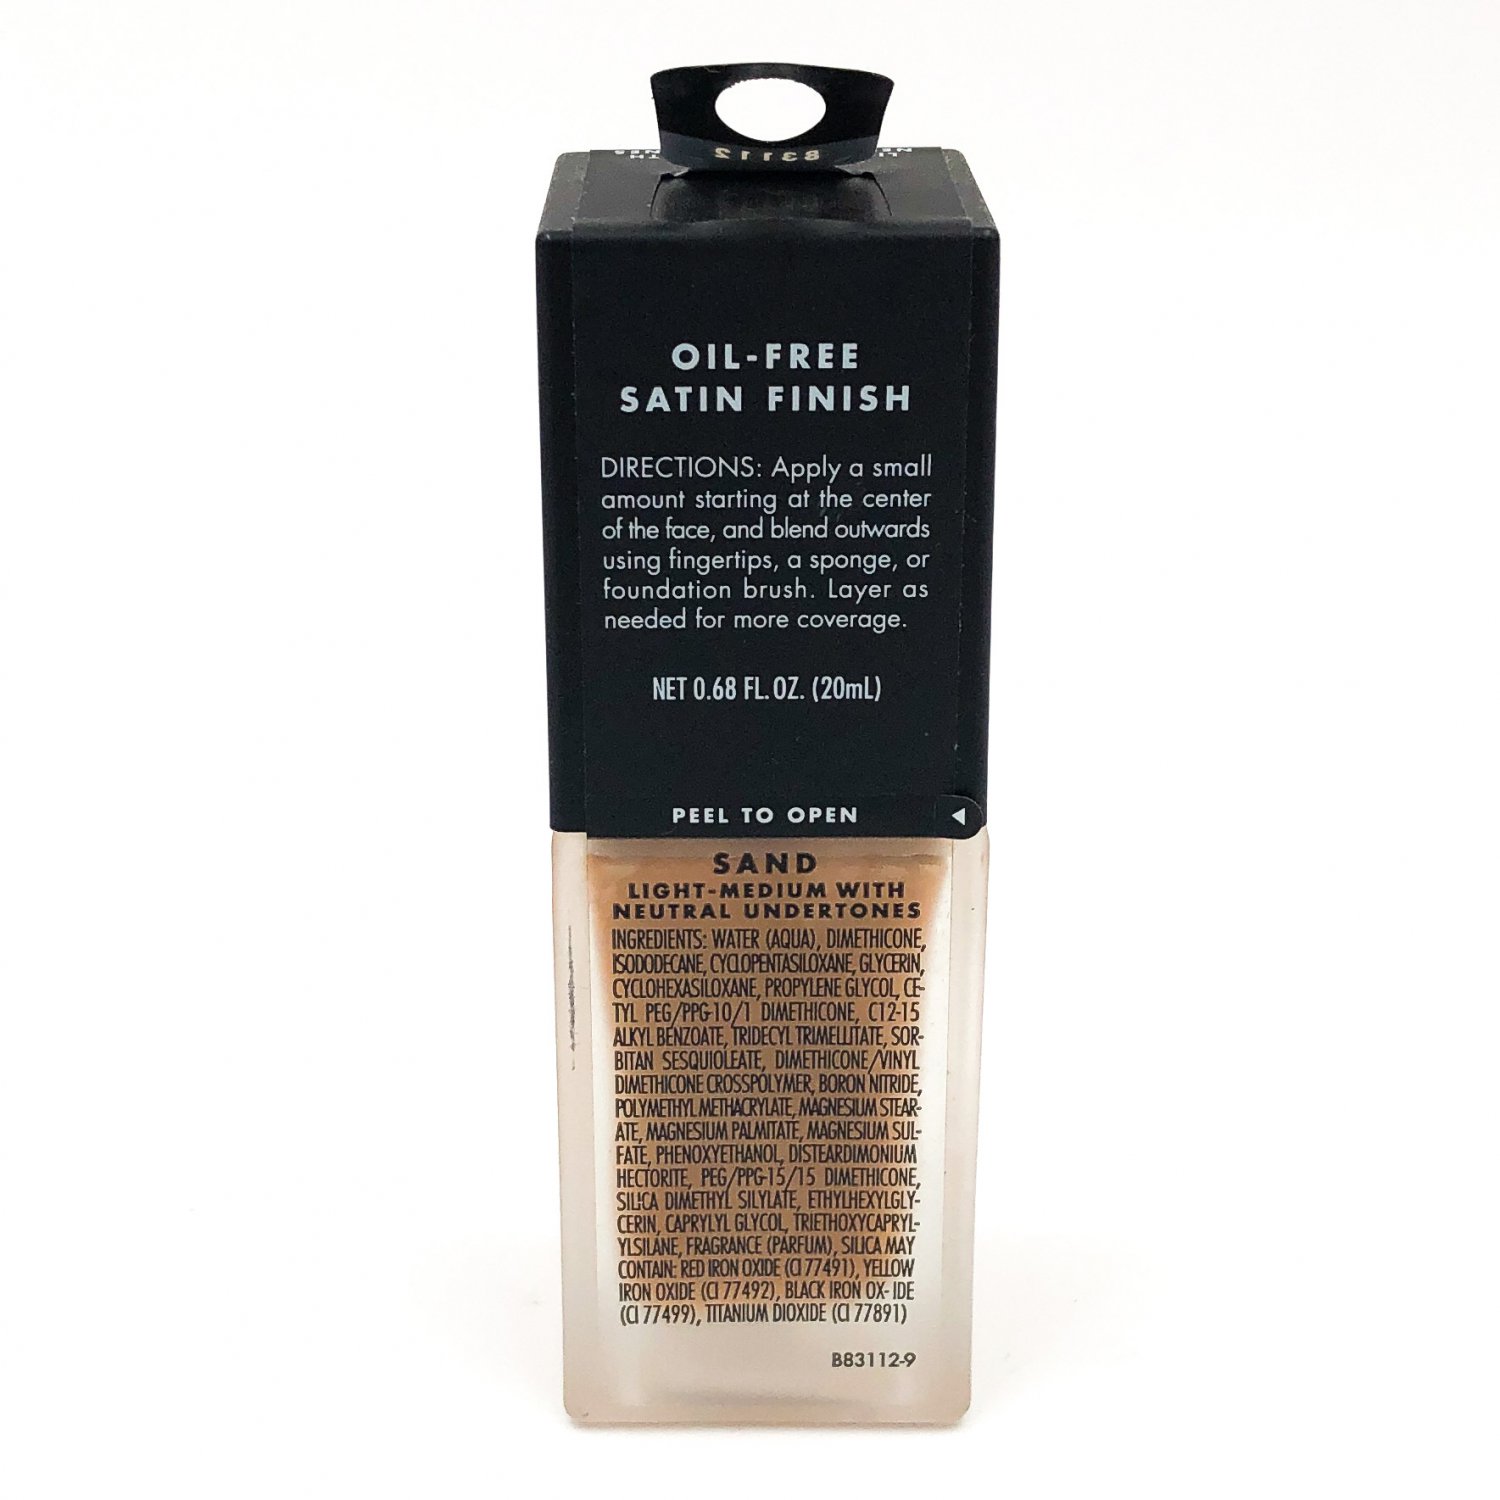 83112
OIL-FREE
SATIN FINISH
DIRECTIONS: Apply a small
amount starting at the center
of the face, and blend outwards
using fingertips, a sponge, or
foundation brush. Layer as
needed for more coverage.
NET 0.68 FL. OZ. (20mL)
PEEL TO OPEN
SAND
LIGHT-MEDIUM WITH
NEUTRAL UNDERTONES
INGREDIENTS: WATER (AQUA), DIMETHICONE,
ISODODECANE, CYCLOPENTASILOXANE, GLYCERIN,
CYCLOHEXASILOXANE, PROPYLENE GLYCOL, CE-
TYL PEG/PPG-10/1 DIMETHICONE, C12-15
ALKYL BENZOATE, TRIDECYL TRIMELLITATE, SOR-
BITAN SESQUIOLEATE, DIMETHICONE/VINYL
DIMETHICONE CROSSPOLYMER, BORON NITRIDE,
POLYMETHYL METHACRYLATE, MAGNESIUM STEAR-
ATE, MAGNESIUM PALMITATE, MAGNESIUM SUL-
FATE, PHENOXYETHANOL, DISTEARDIMONIUM
HECTORITE, PEG/PPG-15/15 DIMETHICONE,
SILICA DIMETHYL SILYLATE, ETHYLHEXYLGLY-
CERIN, CAPRYLYL GLYCOL, TRIETHOXYCAPRYL-
YLSILANE, FRAGRANCE (PARFUM), SILICA MAY
CONTAIN: RED IRON OXIDE (CI 77491), YELLOW
IRON OXIDE (CI 77492), BLACK IRON OX- IDE
(CI 77499), TITANIUM DIOXIDE (CI 77891)
B83112-9